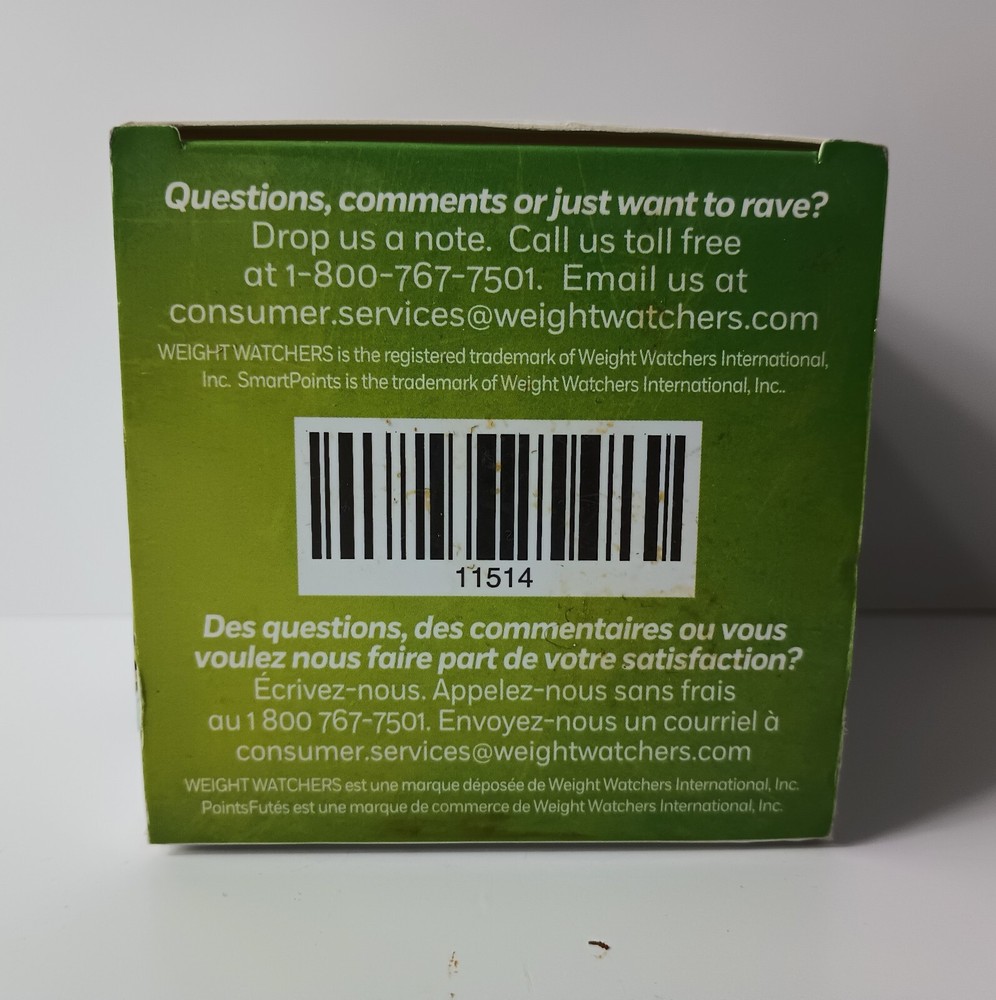 Questions, comments or just want to rave?
Drop us a note. Call us toll free
at 1-800-767-7501. Email us at
consumer.services@weightwatchers.com
WEIGHT WATCHERS is the registered trademark of Weight Watchers International,
Inc. SmartPoints is the trademark of Weight Watchers International, Inc..
11514
Des questions, des commentaires ou vous
voulez nous faire part de votre satisfaction?
Écrivez-nous. Appelez-nous sans frais
au 1 800 767-7501. Envoyez-nous un courriel à
consumer.services@weightwatchers.com
WEIGHT WATCHERS est une marque déposée de Weight Watchers International, Inc.
PointsFutés est une marque de commerce de Weight Watchers International, Inc.